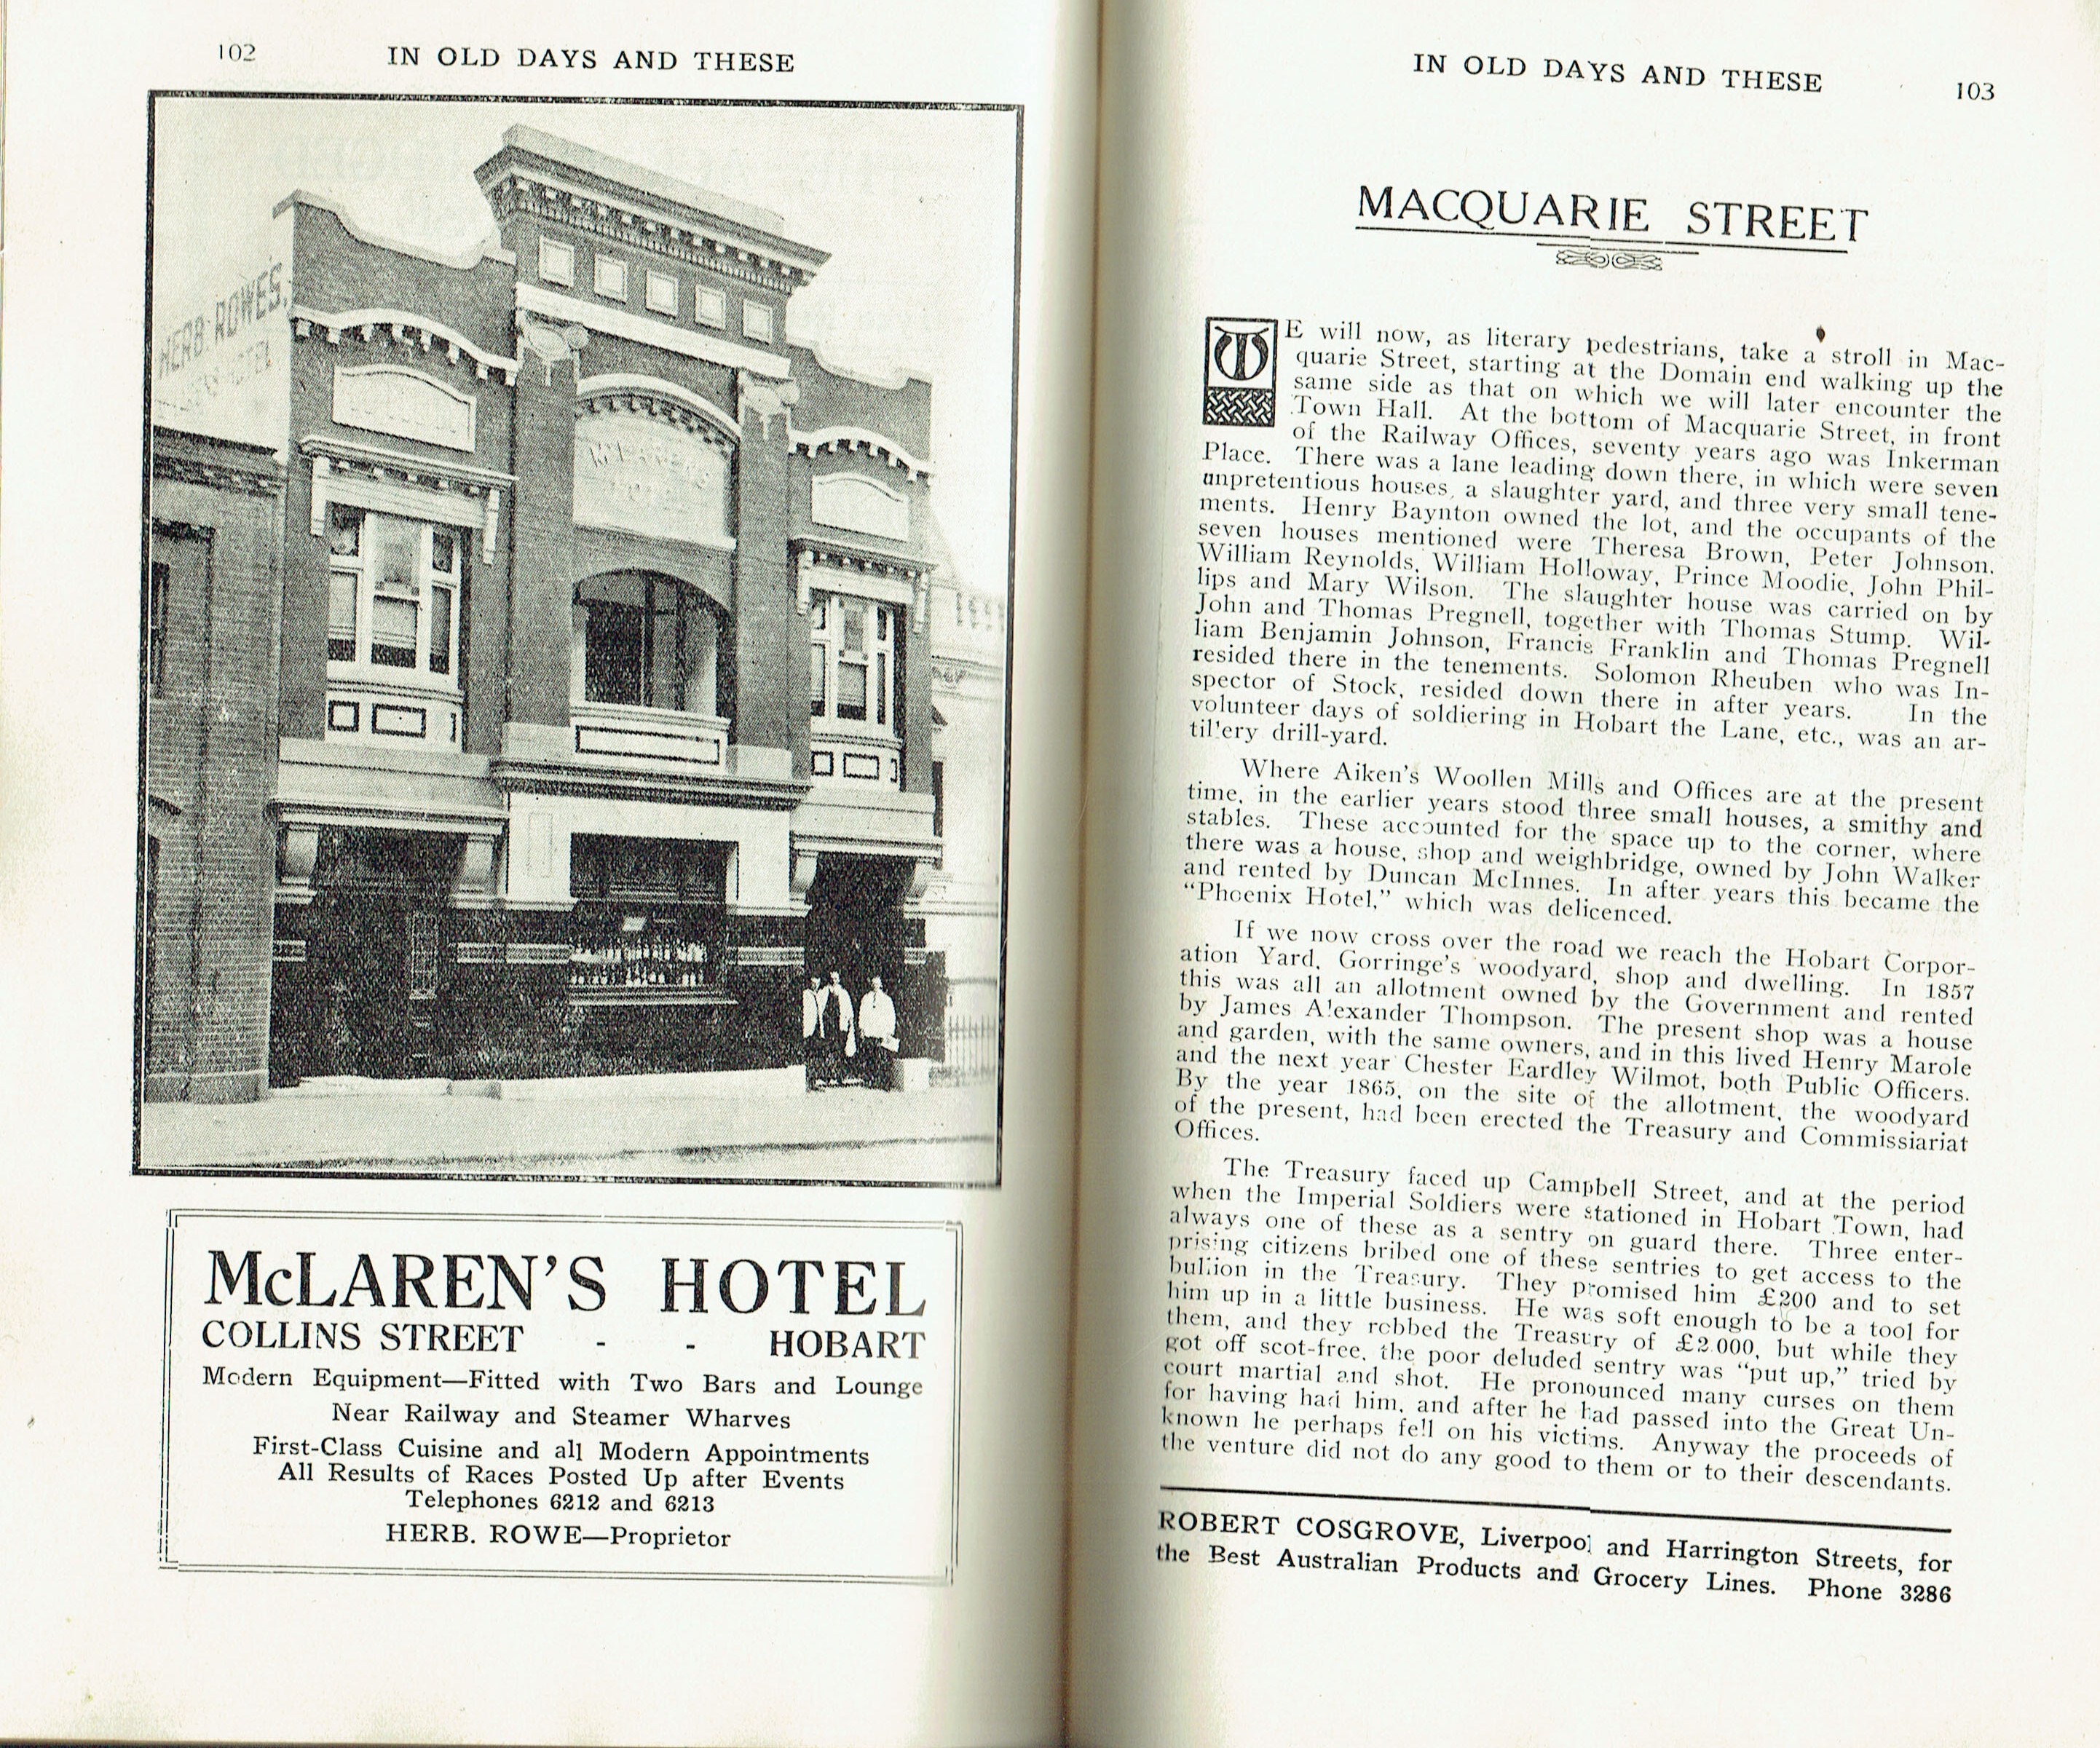 102
IN OLD DAYS AND THESE
HERB. ROWES.
HOTEL
McLAREN'S HOTEL
COLLINS STREET - - HOBART
Modern Equipment—Fitted with Two Bars and Lounge
Near Railway and Steamer Wharves
First-Class Cuisine and all Modern Appointments
All Results of Races Posted Up after Events
Telephones 6212 and 6213
HERB. ROWE—Proprietor
IN OLD DAYS AND THESE
103
MACQUARIE STREET
WE will now, as literary pedestrians, take a stroll in Mac-
quarie Street, starting at the Domain end walking up the
same side as that on which we will later encounter the
Town Hall. At the bottom of Macquarie Street, in front
of the Railway Offices, seventy years ago was Inkerman
Place. There was a lane leading down there, in which were seven
unpretentious houses, a slaughter yard, and three very small tene-
ments. Henry Baynton owned the lot, and the occupants of the
seven houses mentioned were Theresa Brown, Peter Johnson.
William Reynolds, William Holloway, Prince Moodie, John Phil-
lips and Mary Wilson. The slaughter house was carried on by
John and Thomas Pregnell, together with Thomas Stump. Wil-
liam Benjamin Johnson, Francis Franklin and Thomas Pregnell
resided there in the tenements. Solomon Rheuben who was In-
spector of Stock, resided down there in after years. In the
volunteer days of soldiering in Hobart the Lane, etc., was an ar-
tillery drill-yard.
Where Aiken's Woollen Mills and Offices are at the present
time, in the earlier years stood three small houses, a smithy and
stables. These accounted for the space up to the corner, where
there was a house, shop and weighbridge, owned by John Walker
and rented by Duncan McInnes. In after years this became the
"Phoenix Hotel," which was delicenced.
If we now cross over the road we reach the Hobart Corpor-
ation Yard, Gorringe's woodyard, shop and dwelling. In 1857
this was all an allotment owned by the Government and rented
by James Alexander Thompson. The present shop was a house
and garden, with the same owners, and in this lived Henry Marole
and the next year Chester Eardley Wilmot, both Public Officers.
By the year 1865, on the site of the allotment, the woodyard
of the present, had been erected the Treasury and Commissiariat
Offices.
The Treasury faced up Campbell Street, and at the period
when the Imperial Soldiers were stationed in Hobart Town, had
always one of these as a sentry on guard there. Three enter-
prising citizens bribed one of these sentries to get access to the
bullion in the Treasury. They promised him £200 and to set
him up in a little business. He was soft enough to be a tool for
them, and they robbed the Treasury of £2.000, but while they
got off scot-free, the poor deluded sentry was "put up," tried by
court martial and shot. He pronounced many curses on them
for having had him, and after he had passed into the Great Un-
known he perhaps fell on his victims. Anyway the proceeds of
the venture did not do any good to them or to their descendants.
ROBERT COSGROVE, Liverpool and Harrington Streets, for
the Best Australian Products and Grocery Lines. Phone 3286